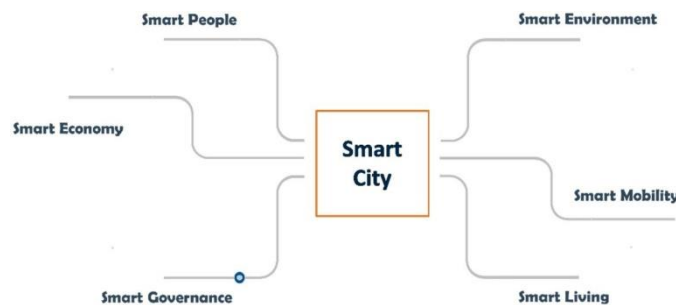 Smart People
Smart Environment
Smart Economy
Smart
City
Smart Mobility
Smart Governance
Smart Living